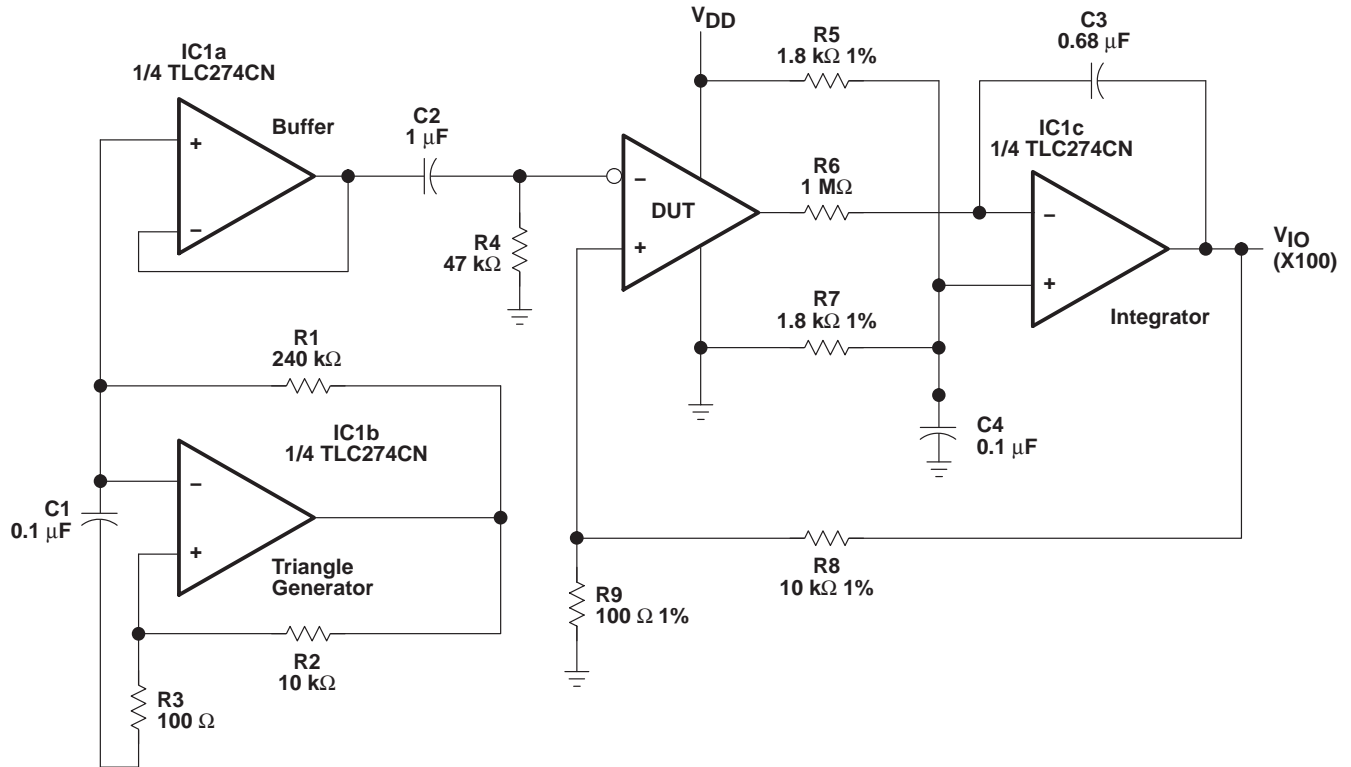 IC1a
1/4 TLC274CN
Buffer
+
−
C2
1 μF
R4
47 kΩ
R1
240 kΩ
IC1b
1/4 TLC274CN
−
+
C1
0.1 μF
Triangle
Generator
R2
10 kΩ
R3
100 Ω
VDD
−
DUT
+
R5
1.8 kΩ 1%
R6
1 MΩ
R7
1.8 kΩ 1%
C3
0.68 μF
IC1c
1/4 TLC274CN
−
+
Integrator
VIO
(X100)
C4
0.1 μF
R8
10 kΩ 1%
R9
100 Ω 1%